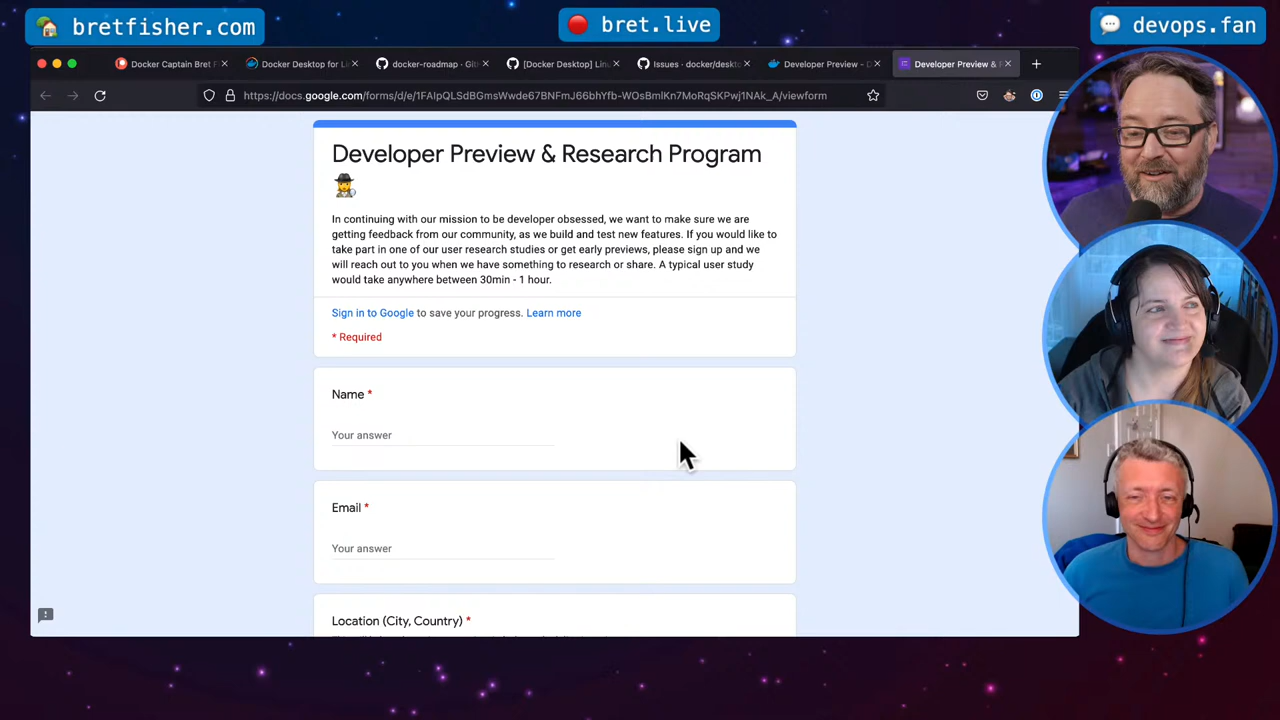 bretfisher.com
bret.live
devops.fan
Docker Captain Bret F
Docker Desktop for Li
docker-roadmap · Git
[Docker Desktop] Linu
Issues · docker/deskt
Developer Preview - D
Developer Preview & F
https://docs.google.com/forms/d/e/1FAIpQLSdBGmsWwde67BNFmJ66bhYfb-WOsBmIKn7MoRqSKPwj1NAk_A/viewform
Developer Preview & Research Program
In continuing with our mission to be developer obsessed, we want to make sure we are
getting feedback from our community, as we build and test new features. If you would like to
take part in one of our user research studies or get early previews, please sign up and we
will reach out to you when we have something to research or share. A typical user study
would take anywhere between 30min - 1 hour.
Sign in to Google to save your progress. Learn more
* Required
Name *
Your answer
Email *
Your answer
Location (City, Country) *